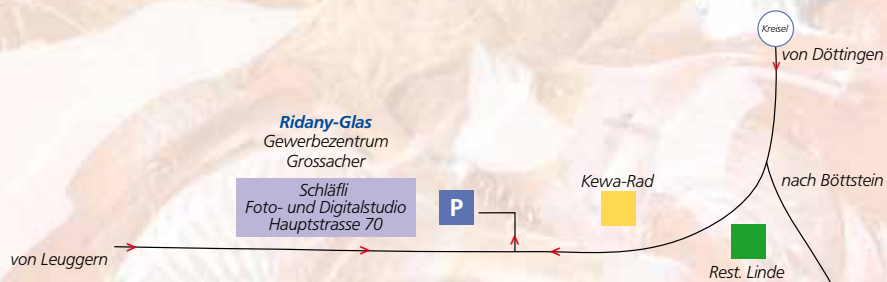 Kreisel
von Döttingen
Ridany-Glas
Gewerbezentrum
Grossacher
Schläfli
Foto- und Digitalstudio
Hauptstrasse 70
P
Kewa-Rad
nach Böttstein
von Leuggern
Rest. Linde